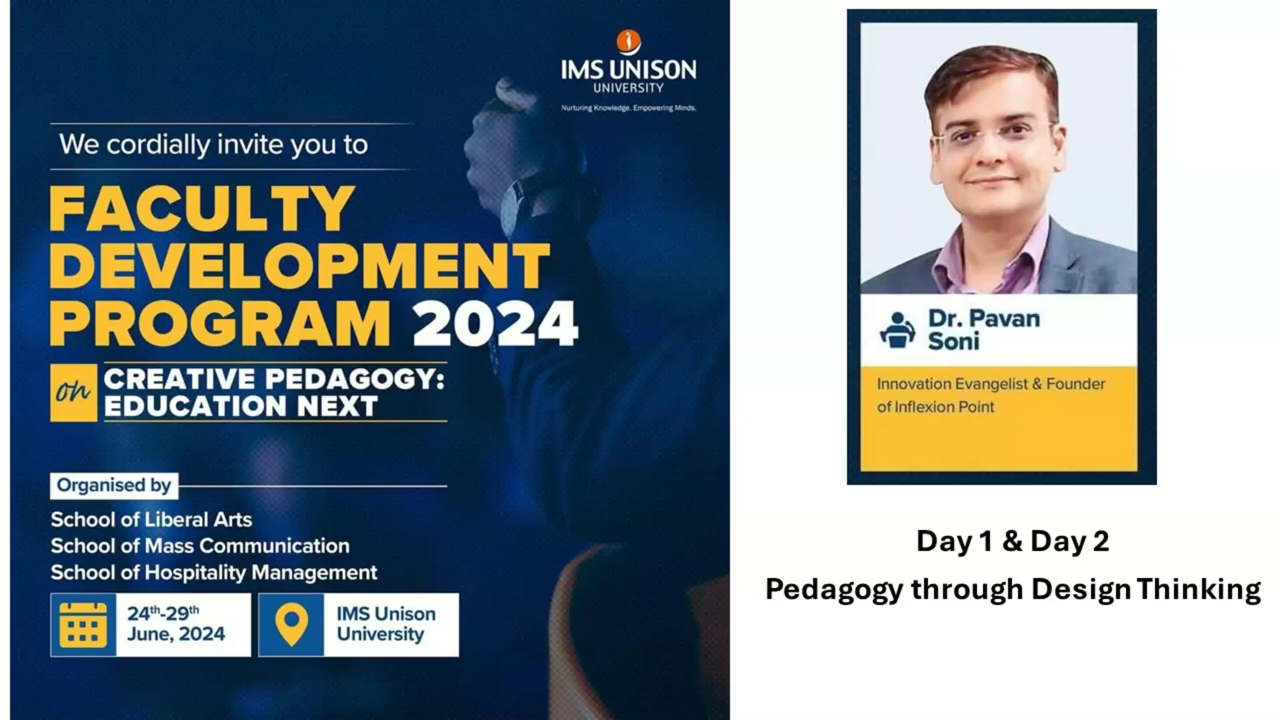 IMS UNISON
UNIVERSITY
Nurturing Knowledge. Empowering Minds.
We cordially invite you to
FACULTY
DEVELOPMENT
PROGRAM 2024
on CREATIVE PEDAGOGY:
EDUCATION NEXT
Organised by
School of Liberal Arts
School of Mass Communication
School of Hospitality Management
24th-29th
June, 2024
IMS Unison
University
Dr. Pavan
Soni
Innovation Evangelist & Founder
of Inflexion Point
Day 1 & Day 2
Pedagogy through Design Thinking